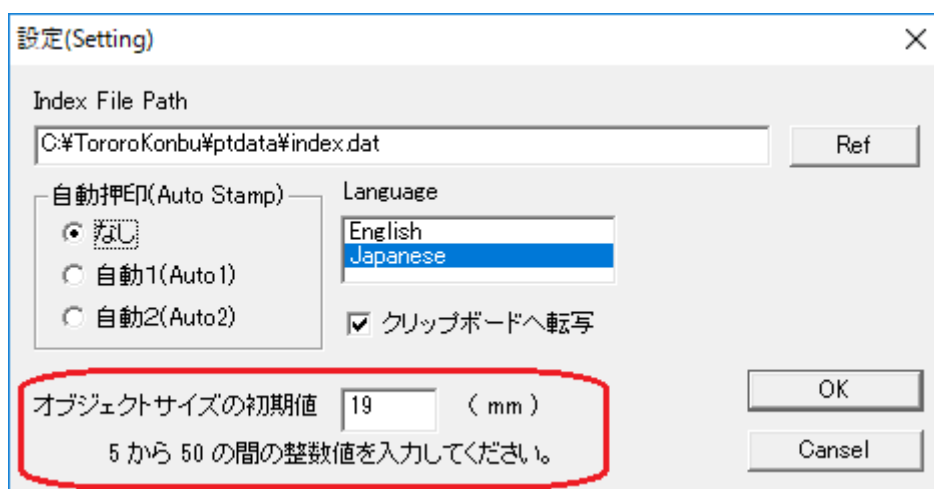 設定(Setting)
Index File Path
C:¥TororoKonbu¥ptdata¥index.dat
Ref
自動押印(Auto Stamp)
Language
なし
English
Japanese
自動1(Auto1)
自動2(Auto2)
クリップボードへ転写
オブジェクトサイズの初期値 19 (mm)
OK
5 から 50 の間の整数値を入力してください。
Cansel